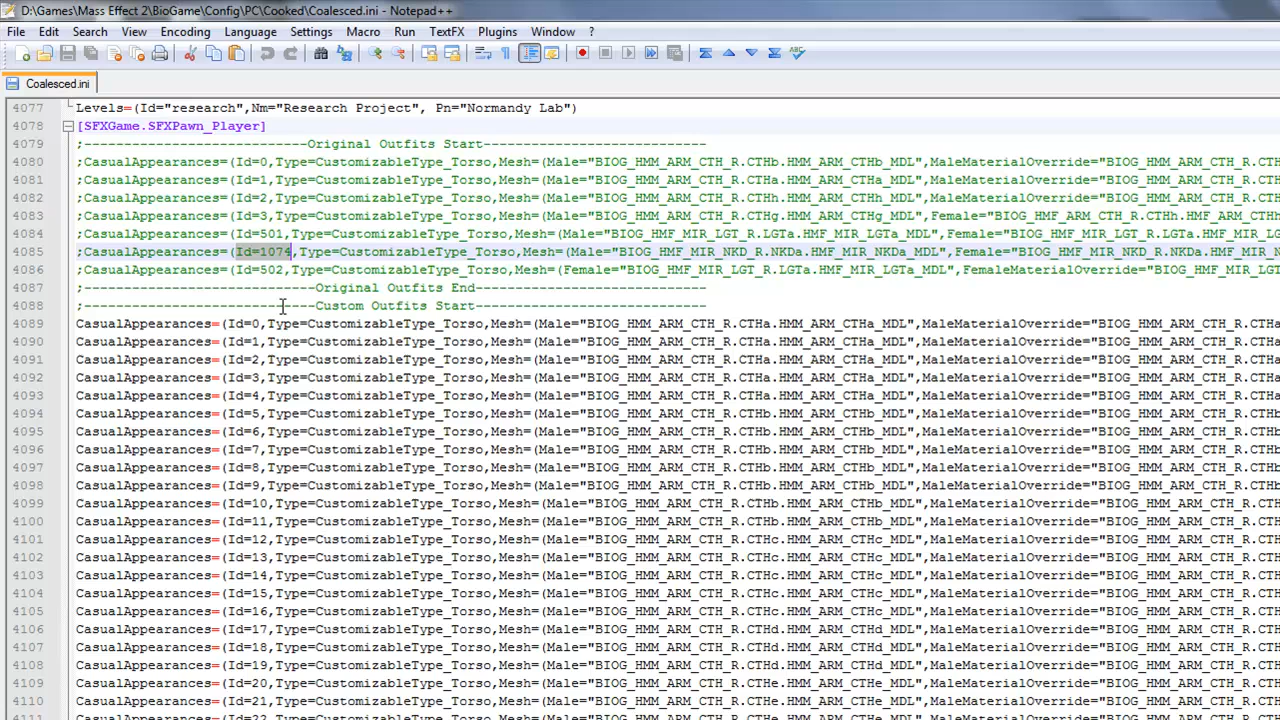 D:\Games\Mass Effect 2\BioGame\Config\PC\Cooked\Coalesced.ini - Notepad++
File Edit Search View Encoding Language Settings Macro Run TextFX Plugins Window ?
Coalesced.ini
4077 Levels=(Id="research",Nm="Research Project", Pn="Normandy Lab")
4078 [SFXGame.SFXPawn_Player]
4079 ;----------------------------Original Outfits Start----------------------------
4080 ;CasualAppearances=(Id=0,Type=CustomizableType_Torso,Mesh=(Male="BIOG_HMM_ARM_CTH_R.CTHb.HMM_ARM_CTHb_MDL",MaleMaterialOverride="BIOG_HMM_ARM_CTH_R.CTH
4081 ;CasualAppearances=(Id=1,Type=CustomizableType_Torso,Mesh=(Male="BIOG_HMM_ARM_CTH_R.CTHa.HMM_ARM_CTHa_MDL",MaleMaterialOverride="BIOG_HMM_ARM_CTH_R.CTH
4082 ;CasualAppearances=(Id=2,Type=CustomizableType_Torso,Mesh=(Male="BIOG_HMM_ARM_CTH_R.CTHh.HMM_ARM_CTHh_MDL",MaleMaterialOverride="BIOG_HMM_ARM_CTH_R.CTH
4083 ;CasualAppearances=(Id=3,Type=CustomizableType_Torso,Mesh=(Male="BIOG_HMM_ARM_CTH_R.CTHg.HMM_ARM_CTHg_MDL",Female="BIOG_HMF_ARM_CTH_R.CTHh.HMF_ARM_CTH
4084 ;CasualAppearances=(Id=501,Type=CustomizableType_Torso,Mesh=(Male="BIOG_HMF_MIR_LGT_R.LGTa.HMF_MIR_LGTa_MDL",Female="BIOG_HMF_MIR_LGT_R.LGTa.HMF_MIR_LG
4085 ;CasualAppearances=(Id=1074,Type=CustomizableType_Torso,Mesh=(Male="BIOG_HMF_MIR_NKD_R.NKDa.HMF_MIR_NKDa_MDL",Female="BIOG_HMF_MIR_NKD_R.NKDa.HMF_MIR_N
4086 ;CasualAppearances=(Id=502,Type=CustomizableType_Torso,Mesh=(Female="BIOG_HMF_MIR_LGT_R.LGTa.HMF_MIR_LGTa_MDL",FemaleMaterialOverride="BIOG_HMF_MIR_LGT
4087 ;-----------------------------Original Outfits End-----------------------------
4088 ;-----------------------------Custom Outfits Start-----------------------------
4089 CasualAppearances=(Id=0,Type=CustomizableType_Torso,Mesh=(Male="BIOG_HMM_ARM_CTH_R.CTHa.HMM_ARM_CTHa_MDL",MaleMaterialOverride="BIOG_HMM_ARM_CTH_R.CTHa
4090 CasualAppearances=(Id=1,Type=CustomizableType_Torso,Mesh=(Male="BIOG_HMM_ARM_CTH_R.CTHa.HMM_ARM_CTHa_MDL",MaleMaterialOverride="BIOG_HMM_ARM_CTH_R.CTHa
4091 CasualAppearances=(Id=2,Type=CustomizableType_Torso,Mesh=(Male="BIOG_HMM_ARM_CTH_R.CTHa.HMM_ARM_CTHa_MDL",MaleMaterialOverride="BIOG_HMM_ARM_CTH_R.CTHa
4092 CasualAppearances=(Id=3,Type=CustomizableType_Torso,Mesh=(Male="BIOG_HMM_ARM_CTH_R.CTHa.HMM_ARM_CTHa_MDL",MaleMaterialOverride="BIOG_HMM_ARM_CTH_R.CTHa
4093 CasualAppearances=(Id=4,Type=CustomizableType_Torso,Mesh=(Male="BIOG_HMM_ARM_CTH_R.CTHa.HMM_ARM_CTHa_MDL",MaleMaterialOverride="BIOG_HMM_ARM_CTH_R.CTHa
4094 CasualAppearances=(Id=5,Type=CustomizableType_Torso,Mesh=(Male="BIOG_HMM_ARM_CTH_R.CTHb.HMM_ARM_CTHb_MDL",MaleMaterialOverride="BIOG_HMM_ARM_CTH_R.CTHb
4095 CasualAppearances=(Id=6,Type=CustomizableType_Torso,Mesh=(Male="BIOG_HMM_ARM_CTH_R.CTHb.HMM_ARM_CTHb_MDL",MaleMaterialOverride="BIOG_HMM_ARM_CTH_R.CTHb
4096 CasualAppearances=(Id=7,Type=CustomizableType_Torso,Mesh=(Male="BIOG_HMM_ARM_CTH_R.CTHb.HMM_ARM_CTHb_MDL",MaleMaterialOverride="BIOG_HMM_ARM_CTH_R.CTHb
4097 CasualAppearances=(Id=8,Type=CustomizableType_Torso,Mesh=(Male="BIOG_HMM_ARM_CTH_R.CTHb.HMM_ARM_CTHb_MDL",MaleMaterialOverride="BIOG_HMM_ARM_CTH_R.CTHb
4098 CasualAppearances=(Id=9,Type=CustomizableType_Torso,Mesh=(Male="BIOG_HMM_ARM_CTH_R.CTHb.HMM_ARM_CTHb_MDL",MaleMaterialOverride="BIOG_HMM_ARM_CTH_R.CTHb
4099 CasualAppearances=(Id=10,Type=CustomizableType_Torso,Mesh=(Male="BIOG_HMM_ARM_CTH_R.CTHb.HMM_ARM_CTHb_MDL",MaleMaterialOverride="BIOG_HMM_ARM_CTH_R.CTH
4100 CasualAppearances=(Id=11,Type=CustomizableType_Torso,Mesh=(Male="BIOG_HMM_ARM_CTH_R.CTHb.HMM_ARM_CTHb_MDL",MaleMaterialOverride="BIOG_HMM_ARM_CTH_R.CTH
4101 CasualAppearances=(Id=12,Type=CustomizableType_Torso,Mesh=(Male="BIOG_HMM_ARM_CTH_R.CTHc.HMM_ARM_CTHc_MDL",MaleMaterialOverride="BIOG_HMM_ARM_CTH_R.CTH
4102 CasualAppearances=(Id=13,Type=CustomizableType_Torso,Mesh=(Male="BIOG_HMM_ARM_CTH_R.CTHc.HMM_ARM_CTHc_MDL",MaleMaterialOverride="BIOG_HMM_ARM_CTH_R.CTH
4103 CasualAppearances=(Id=14,Type=CustomizableType_Torso,Mesh=(Male="BIOG_HMM_ARM_CTH_R.CTHc.HMM_ARM_CTHc_MDL",MaleMaterialOverride="BIOG_HMM_ARM_CTH_R.CTH
4104 CasualAppearances=(Id=15,Type=CustomizableType_Torso,Mesh=(Male="BIOG_HMM_ARM_CTH_R.CTHc.HMM_ARM_CTHc_MDL",MaleMaterialOverride="BIOG_HMM_ARM_CTH_R.CTH
4105 CasualAppearances=(Id=16,Type=CustomizableType_Torso,Mesh=(Male="BIOG_HMM_ARM_CTH_R.CTHc.HMM_ARM_CTHc_MDL",MaleMaterialOverride="BIOG_HMM_ARM_CTH_R.CTH
4106 CasualAppearances=(Id=17,Type=CustomizableType_Torso,Mesh=(Male="BIOG_HMM_ARM_CTH_R.CTHd.HMM_ARM_CTHd_MDL",MaleMaterialOverride="BIOG_HMM_ARM_CTH_R.CTH
4107 CasualAppearances=(Id=18,Type=CustomizableType_Torso,Mesh=(Male="BIOG_HMM_ARM_CTH_R.CTHd.HMM_ARM_CTHd_MDL",MaleMaterialOverride="BIOG_HMM_ARM_CTH_R.CTH
4108 CasualAppearances=(Id=19,Type=CustomizableType_Torso,Mesh=(Male="BIOG_HMM_ARM_CTH_R.CTHe.HMM_ARM_CTHe_MDL",MaleMaterialOverride="BIOG_HMM_ARM_CTH_R.CTH
4109 CasualAppearances=(Id=20,Type=CustomizableType_Torso,Mesh=(Male="BIOG_HMM_ARM_CTH_R.CTHe.HMM_ARM_CTHe_MDL",MaleMaterialOverride="BIOG_HMM_ARM_CTH_R.CTH
4110 CasualAppearances=(Id=21,Type=CustomizableType_Torso,Mesh=(Male="BIOG_HMM_ARM_CTH_R.CTHe.HMM_ARM_CTHe_MDL",MaleMaterialOverride="BIOG_HMM_ARM_CTH_R.CTH